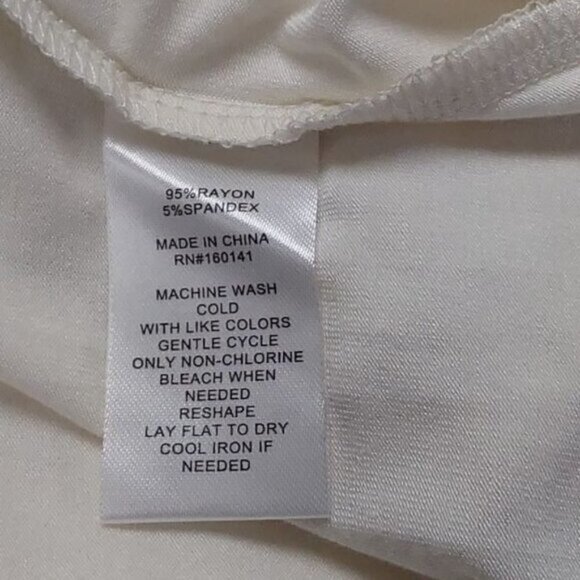 95%RAYON
5%SPANDEX
MADE IN CHINA
RN#160141
MACHINE WASH
COLD
WITH LIKE COLORS
GENTLE CYCLE
ONLY NON-CHLORINE
BLEACH WHEN
NEEDED
RESHAPE
LAY FLAT TO DRY
COOL IRON IF
NEEDED